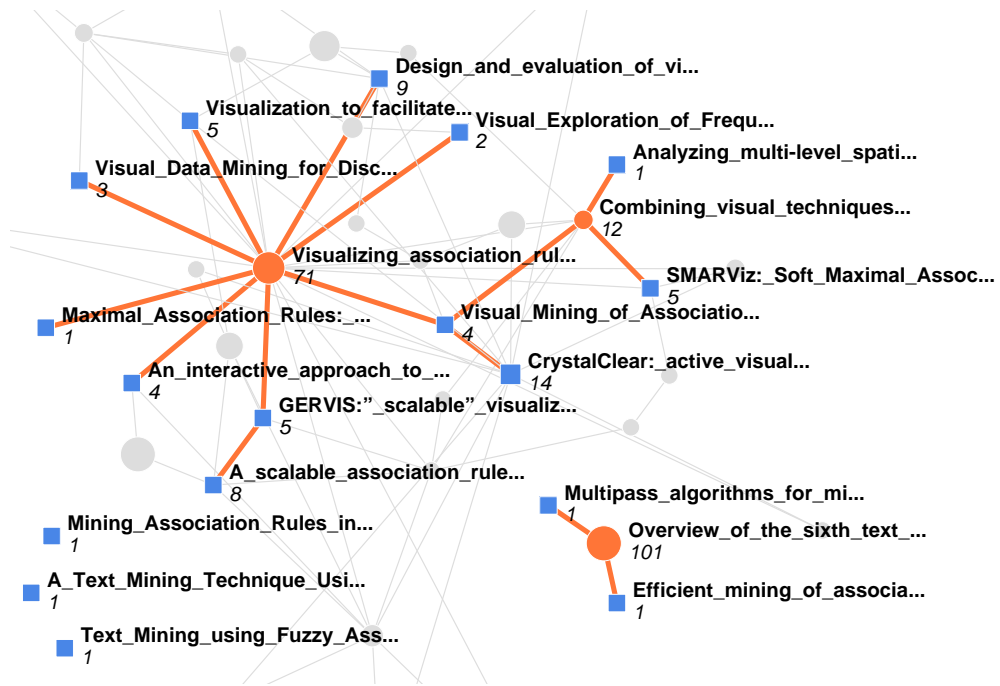 Design_and_evaluation_of_vi...
9
Visualization_to_facilitate...
5
Visual_Exploration_of_Frequ...
2
Analyzing_multi-level_spati...
1
Visual_Data_Mining_for_Disc...
3
Combining_visual_techniques...
12
Visualizing_association_rul...
71
SMARViz:_Soft_Maximal_Assoc...
5
Maximal_Association_Rules:_...
1
Visual_Mining_of_Associatio...
4
An_interactive_approach_to_...
4
CrystalClear:_active_visual...
14
GERVIS:”_scalable”_visualiz...
5
A_scalable_association_rule...
8
Multipass_algorithms_for_mi...
1
Mining_Association_Rules_in...
1
Overview_of_the_sixth_text_...
101
A_Text_Mining_Technique_Usi...
1
Efficient_mining_of_associa...
1
Text_Mining_using_Fuzzy_Ass...
1